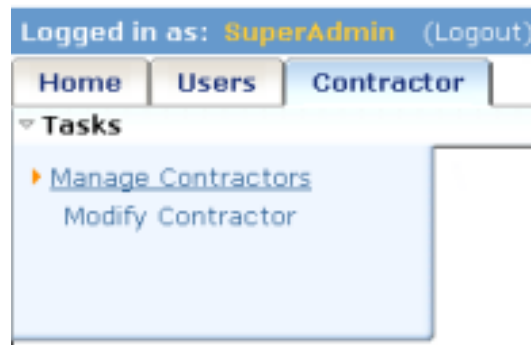 Logged in as: SuperAdmin (Logout)
Home Users Contractor
Tasks
Manage Contractors
Modify Contractor